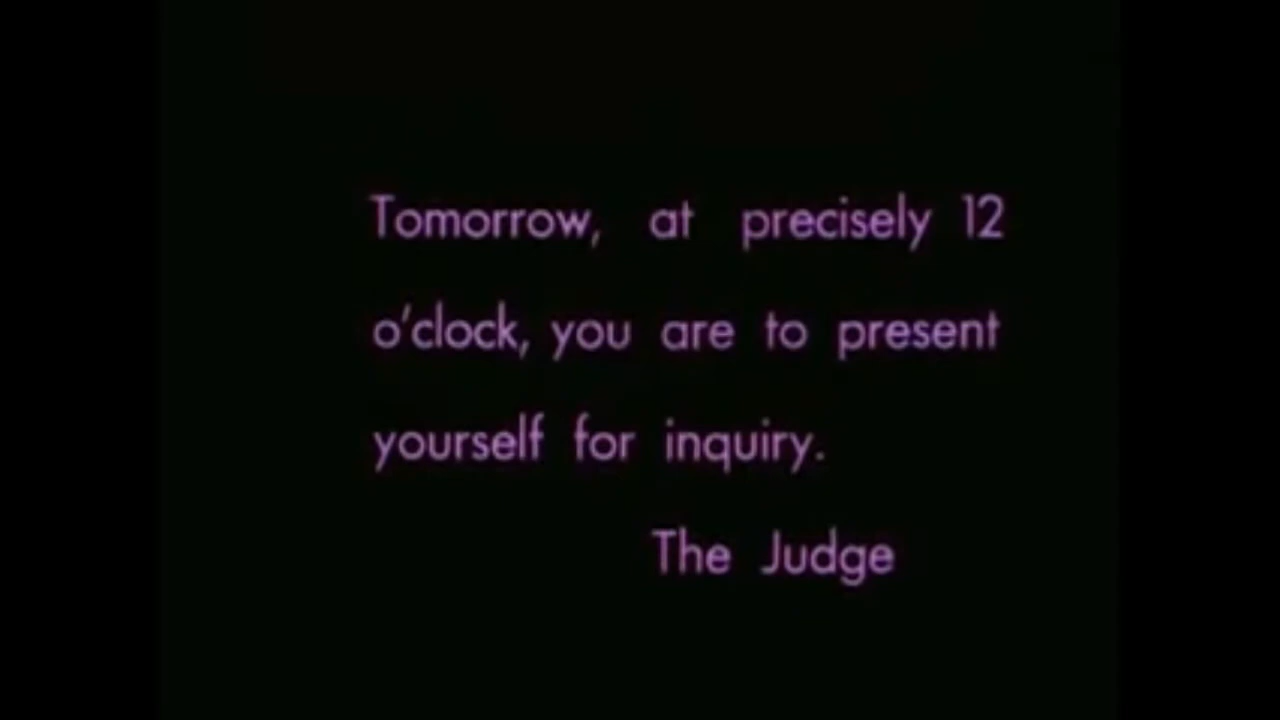 Tomorrow, at precisely 12
o'clock, you are to present
yourself for inquiry.
The Judge